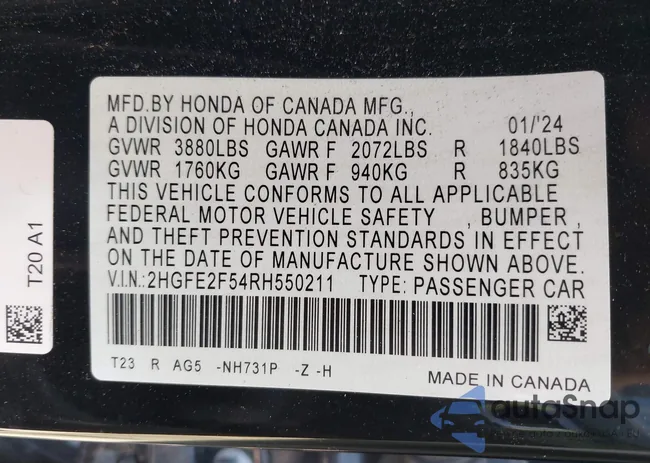 MFD.BY HONDA OF CANADA MFG.,
A DIVISION OF HONDA CANADA INC. 01/'24
GVWR 3880LBS GAWR F 2072LBS R 1840LBS
GVWR 1760KG GAWR F 940KG R 835KG
THIS VEHICLE CONFORMS TO ALL APPLICABLE
FEDERAL MOTOR VEHICLE SAFETY , BUMPER ,
AND THEFT PREVENTION STANDARDS IN EFFECT
ON THE DATE OF MANUFACTURE SHOWN ABOVE.
V.I.N.:2HGFE2F54RH550211 TYPE: PASSENGER CAR
T23 R AG5 -NH731P -Z -H
MADE IN CANADA
T20 A1
autoSnap